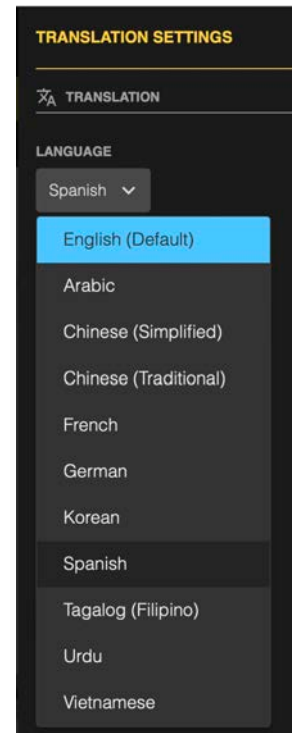 TRANSLATION SETTINGS
TRANSLATION
LANGUAGE
Spanish
English (Default)
Arabic
Chinese (Simplified)
Chinese (Traditional)
French
German
Korean
Spanish
Tagalog (Filipino)
Urdu
Vietnamese